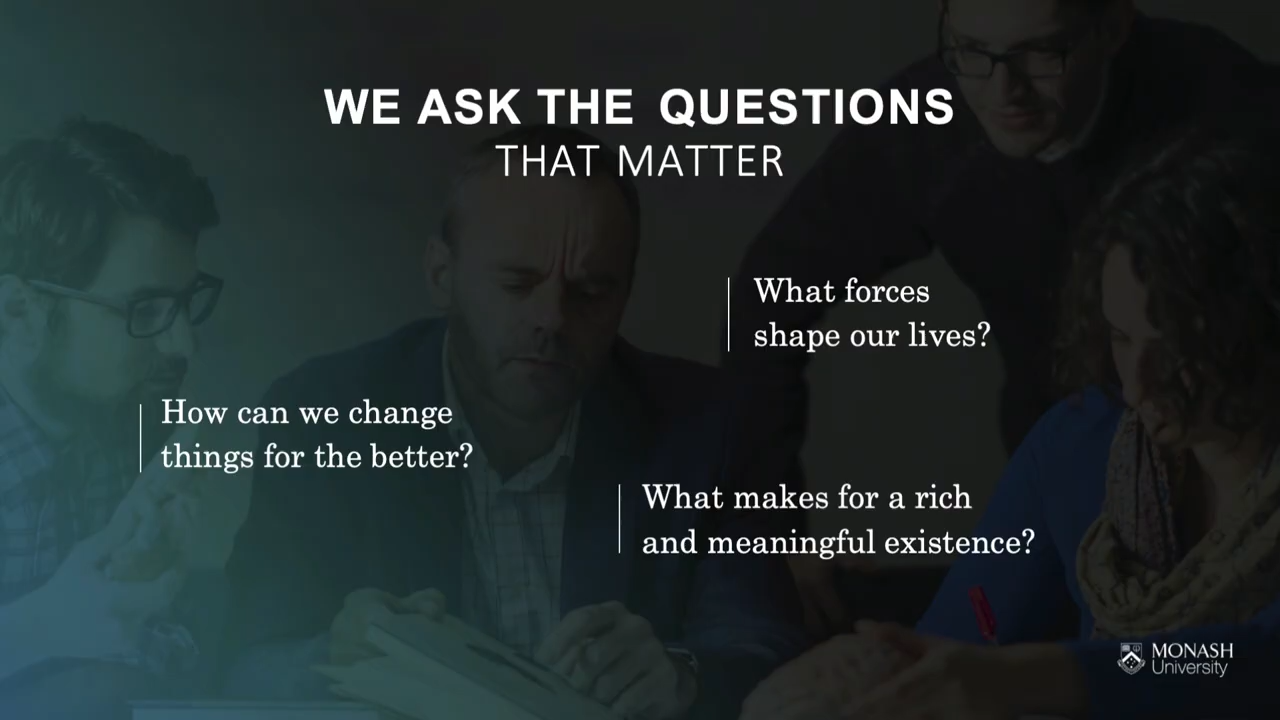 WE ASK THE QUESTIONS
THAT MATTER
What forces
shape our lives?
How can we change
things for the better?
What makes for a rich
and meaningful existence?
MONASH
University